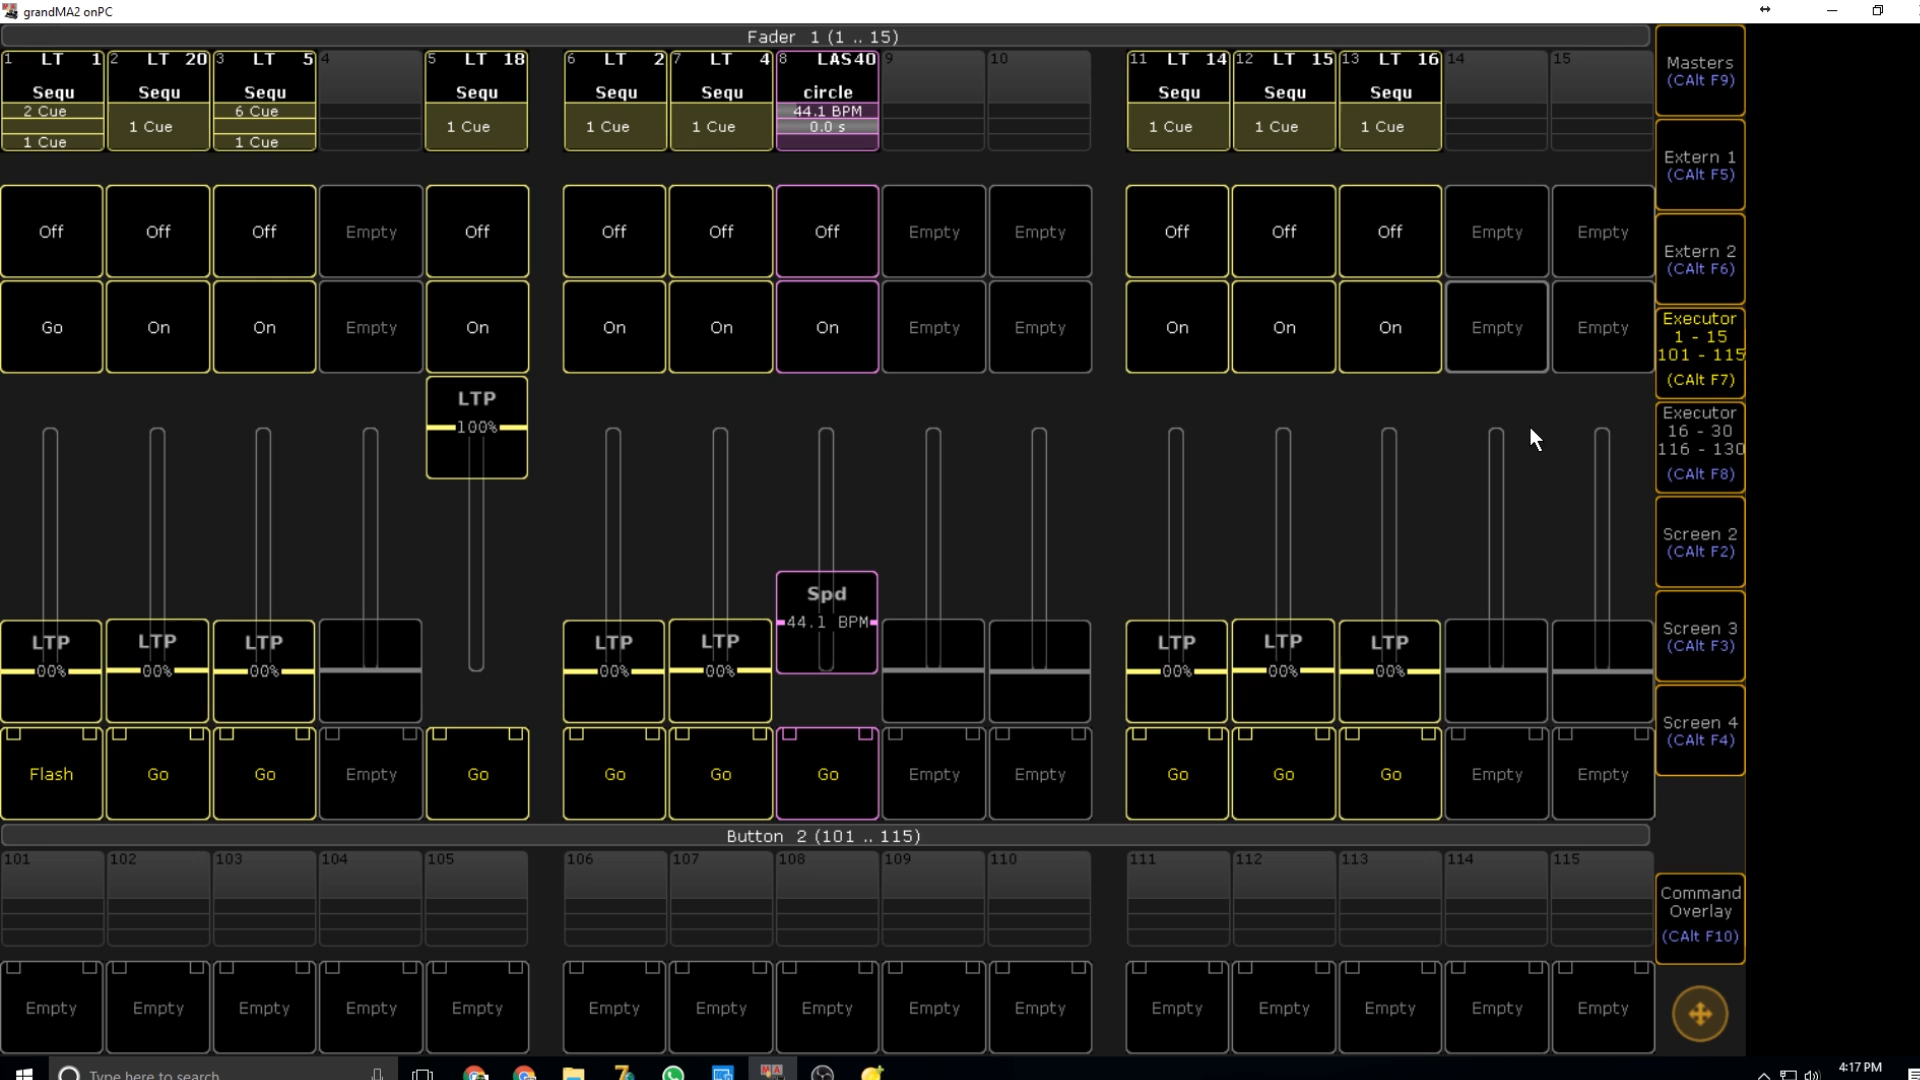 grandMA2 onPC
Fader 1 (1 .. 15)
1 LT 1 2 LT 20 3 LT 5 4 5 LT 18 6 LT 2 7 LT 4 8 LAS40 9 10 11 LT 14 12 LT 15 13 LT 16 14 15
Sequ Sequ Sequ Sequ Sequ Sequ circle Sequ Sequ Sequ
2 Cue 6 Cue 44.1 BPM
1 Cue 1 Cue 1 Cue 1 Cue 0.0 s 1 Cue 1 Cue 1 Cue
1 Cue 1 Cue
Off Off Off Empty Off Off Off Off Empty Empty Off Off Off Empty Empty
Go On On Empty On On On On Empty Empty On On On Empty Empty
LTP
100%
Spd
44.1 BPM
LTP LTP LTP LTP LTP LTP LTP LTP
00% 00% 00% 00% 00% 00% 00% 00%
Flash Go Go Empty Go Go Go Go Empty Empty Go Go Go Empty Empty
Button 2 (101 .. 115)
101 102 103 104 105 106 107 108 109 110 111 112 113 114 115
Empty Empty Empty Empty Empty Empty Empty Empty Empty Empty Empty Empty Empty Empty Empty
Masters
(CAlt F9)
Extern 1
(CAlt F5)
Extern 2
(CAlt F6)
Executor
1 - 15
101 - 115
(CAlt F7)
Executor
16 - 30
116 - 130
(CAlt F8)
Screen 2
(CAlt F2)
Screen 3
(CAlt F3)
Screen 4
(CAlt F4)
Command
Overlay
(CAlt F10)
Type here to search
4:17 PM